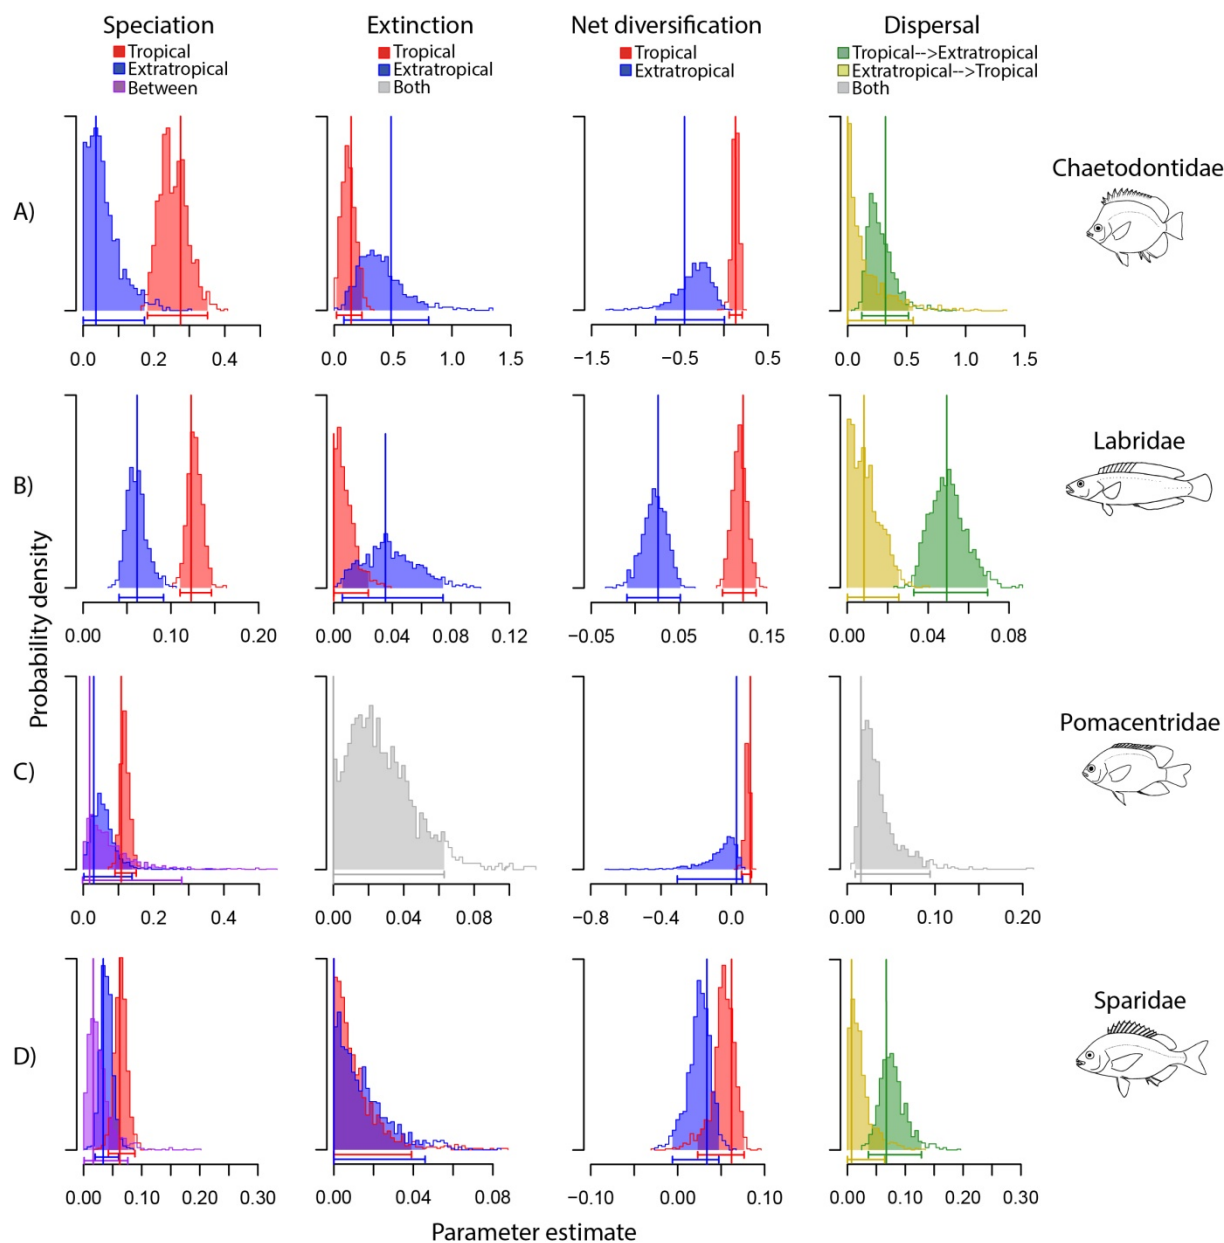 Speciation
Extinction
Net diversification
Dispersal
Tropical
Extratropical
Between
Tropical
Extratropical
Both
Tropical
Extratropical
Tropical-->Extratropical
Extratropical-->Tropical
Both
A)
Chaetodontidae
0.0 0.2 0.4
0.0 0.5 1.0 1.5
−1.5 −0.5 0.5
0.0 0.5 1.0 1.5
B)
Labridae
0.00 0.10 0.20
0.00 0.04 0.08 0.12
−0.05 0.05 0.15
0.00 0.04 0.08
Probability density
C)
Pomacentridae
0.0 0.2 0.4
0.00 0.04 0.08
−0.8 −0.4 0.0
0.00 0.10 0.20
D)
Sparidae
0.00 0.10 0.20 0.30
0.00 0.04 0.08
−0.10 0.00 0.10
0.00 0.10 0.20 0.30
Parameter estimate